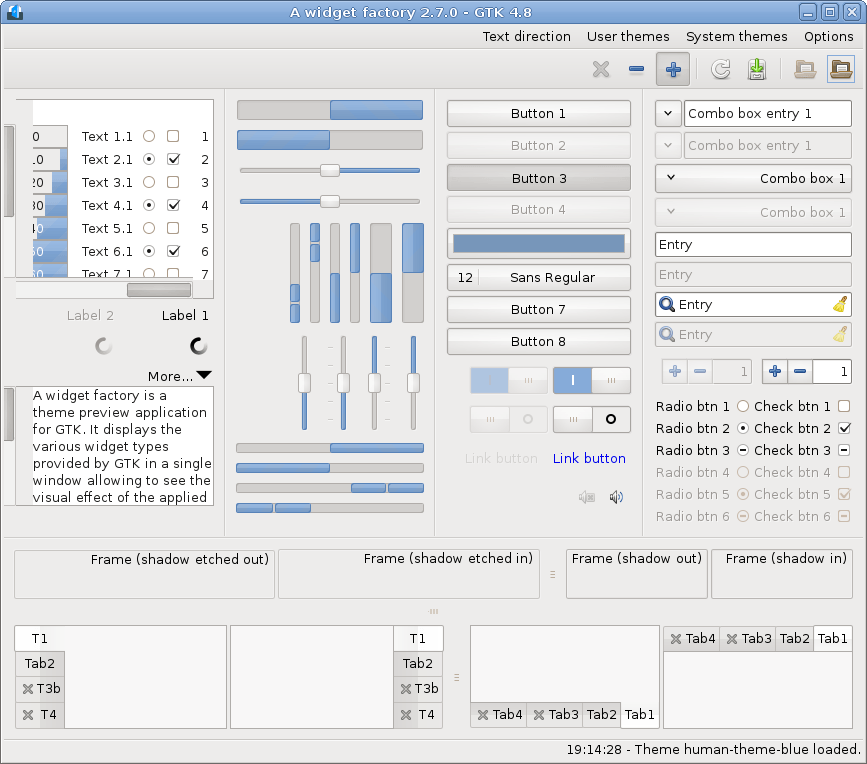 A widget factory 2.7.0 - GTK 4.8
Text direction User themes System themes Options
0 Text 1.1 1
.0 Text 2.1 2
20 Text 3.1 3
30 Text 4.1 4
Text 5.1 5
Text 6.1 6
Text 7.1 7
Label 2 Label 1
More...
A widget factory is a
theme preview application
for GTK. It displays the
various widget types
provided by GTK in a single
window allowing to see the
visual effect of the applied
Button 1
Button 2
Button 3
Button 4
12 Sans Regular
Button 7
Button 8
Link button Link button
Combo box entry 1
Combo box entry 1
Combo box 1
Combo box 1
Entry
Entry
Entry
Entry
1 1
Radio btn 1 Check btn 1
Radio btn 2 Check btn 2
Radio btn 3 Check btn 3
Radio btn 4 Check btn 4
Radio btn 5 Check btn 5
Radio btn 6 Check btn 6
Frame (shadow etched out) Frame (shadow etched in) Frame (shadow out) Frame (shadow in)
T1
Tab2
T3b
T4
T1
Tab2
T3b
T4
Tab4 Tab3 Tab2 Tab1
Tab4 Tab3 Tab2 Tab1
19:14:28 - Theme human-theme-blue loaded.